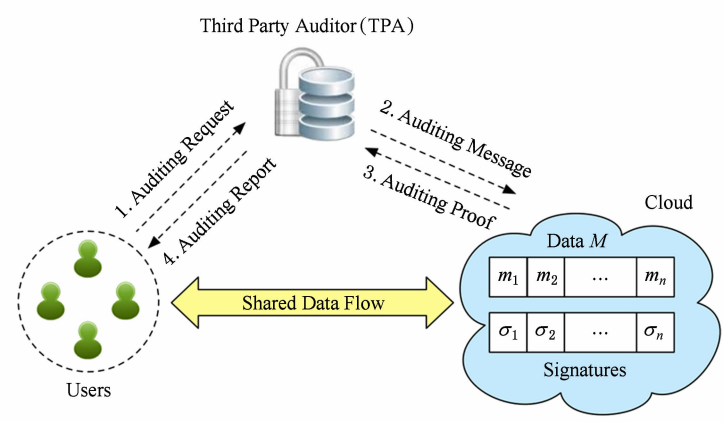 Third Party Auditor (TPA)
1. Auditing Request
4. Auditing Report
2. Auditing Message
3. Auditing Proof
Cloud
Data M
m₁ m₂ ... mₙ
Shared Data Flow
σ₁ σ₂ ... σₙ
Signatures
Users